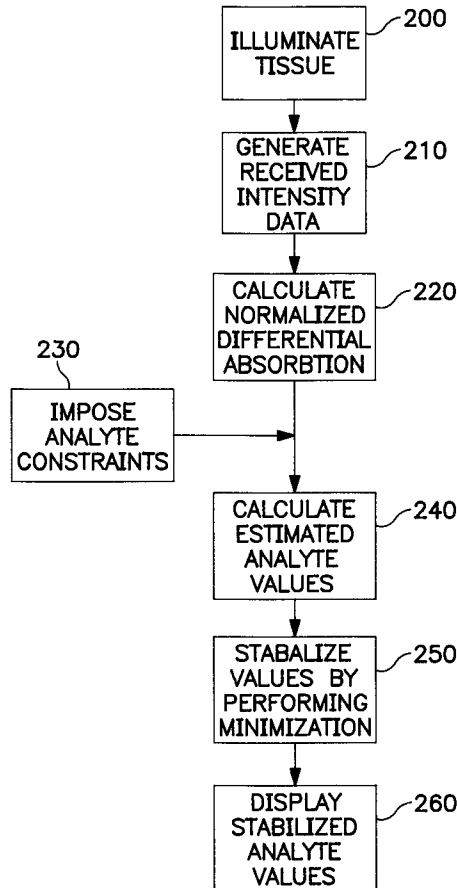 200
ILLUMINATE
TISSUE
210
GENERATE
RECEIVED
INTENSITY
DATA
220
CALCULATE
NORMALIZED
DIFFERENTIAL
ABSORBTION
230
IMPOSE
ANALYTE
CONSTRAINTS
240
CALCULATE
ESTIMATED
ANALYTE
VALUES
250
STABALIZE
VALUES BY
PERFORMING
MINIMIZATION
260
DISPLAY
STABILIZED
ANALYTE
VALUES